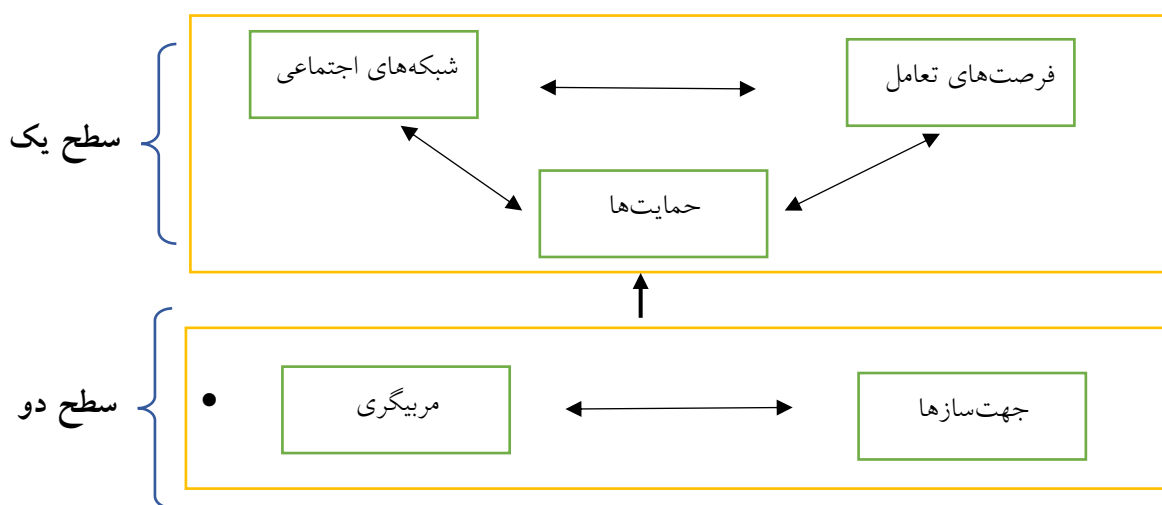 فرصت‌های تعامل
شبکه‌های اجتماعی
سطح یک
حمایت‌ها
جهت‌سازها
مربیگری
سطح دو